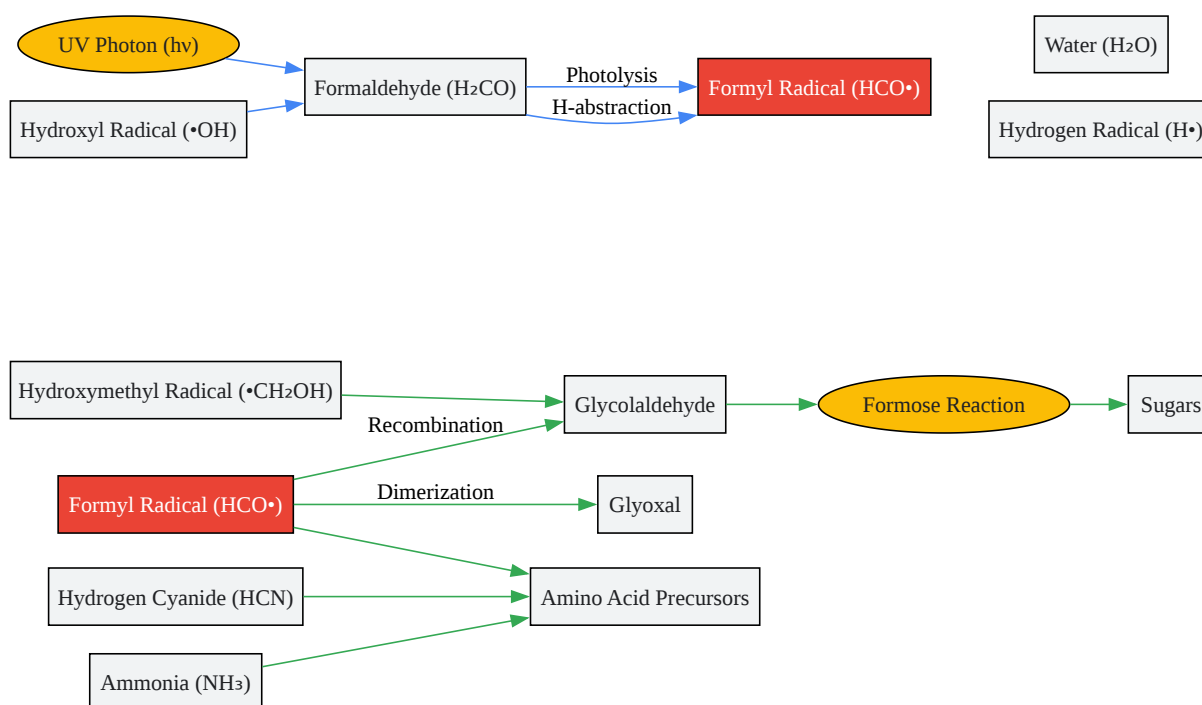 UV Photon (hν)
Hydroxyl Radical (•OH)
Formaldehyde (H₂CO)
Photolysis
H-abstraction
Formyl Radical (HCO•)
Water (H₂O)
Hydrogen Radical (H•)
Hydroxymethyl Radical (•CH₂OH)
Recombination
Glycolaldehyde
Formose Reaction
Sugars
Formyl Radical (HCO•)
Dimerization
Glyoxal
Hydrogen Cyanide (HCN)
Amino Acid Precursors
Ammonia (NH₃)